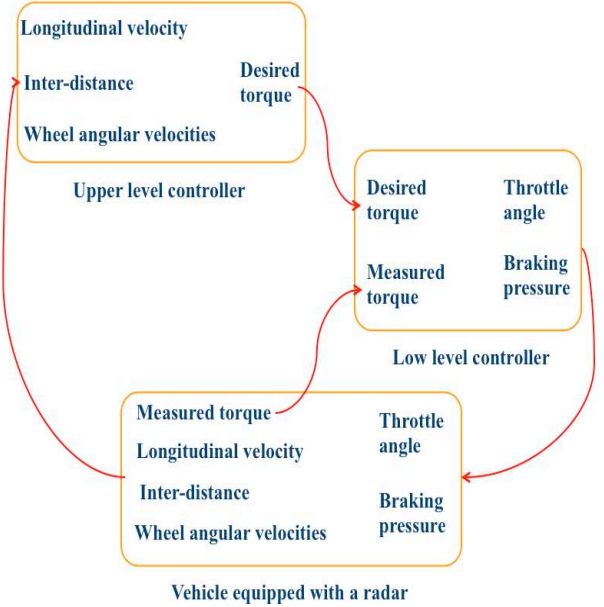 Longitudinal velocity
Inter-distance
Desired
torque
Wheel angular velocities
Upper level controller
Desired
torque
Throttle
angle
Measured
torque
Braking
pressure
Low level controller
Measured torque
Throttle
angle
Longitudinal velocity
Inter-distance
Braking
pressure
Wheel angular velocities
Vehicle equipped with a radar